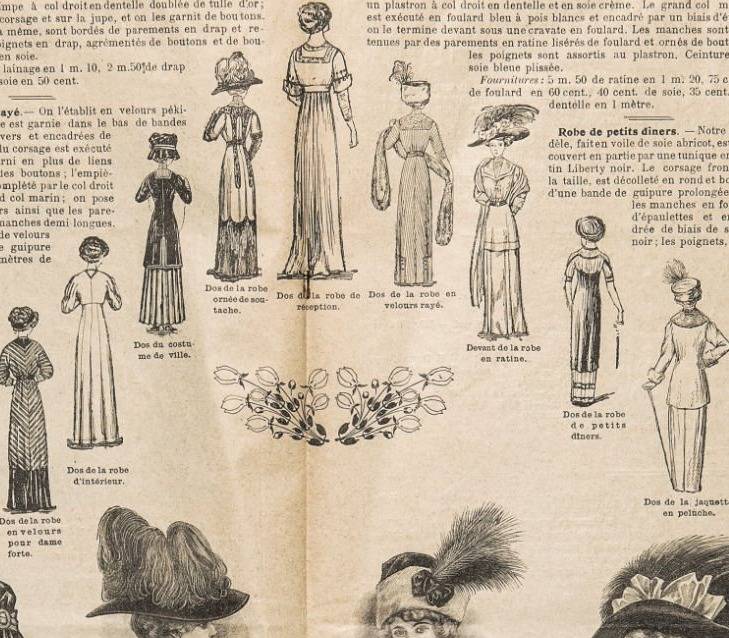 impe à col droit en dentelle doublée de tulle d'or;
corsage et sur la jupe, et on les garnit de boutons.
a même, sont bordés de parements en drap et re-
oignets en drap, agrémentés de boutons et de bou-
en soie.
lainage en 1 m. 10, 2 m. 50 de drap
soie en 50 cent.
ayé. — On l'établit en velours péki-
e est garnie dans le bas de bandes
vers et encadrées de
du corsage est exécuté
rni en plus de liens
des boutons; l'empiè-
omplété par le col droit
d col marin; on pose
rs ainsi que les pare-
manches demi longues.
de velours
e guipure
mètres de
un plastron à col droit en dentelle et en soie crème. Le grand col m
est exécuté en foulard bleu à pois blancs et encadré par un biais d'é
on le termine devant sous une cravate en foulard. Les manches sont
tenues par des parements en ratine lisérés de foulard et ornés de bout
les poignets sont assortis au plastron. Ceinture
soie bleue plissée.
Fournitures: 5 m. 50 de ratine en 1 m. 20, 75 c
de foulard en 60 cent., 40 cent. de soie, 35 cent.
dentelle en 1 mètre.
Robe de petits dîners. — Notre
dèle, fait en voile de soie abricot, est
couvert en partie par une tunique en
tin Liberty noir. Le corsage fron
la taille, est décolleté en rond et bo
d'une bande de guipure prolongée
les manches en fo
d'épaulettes et en
drée de biais de s
noir; les poignets,
Dos de la robe
ornée de sou-
tache.
Dos de la robe de
réception.
Dos de la robe en
velours rayé.
Dos du costu-
me de ville.
Devant de la robe
en ratine.
Dos de la robe
de petits
dîners.
Dos de la robe
d'intérieur.
Dos de la jaquett
en peluche.
Dos de la robe
en velours
pour dame
forte.